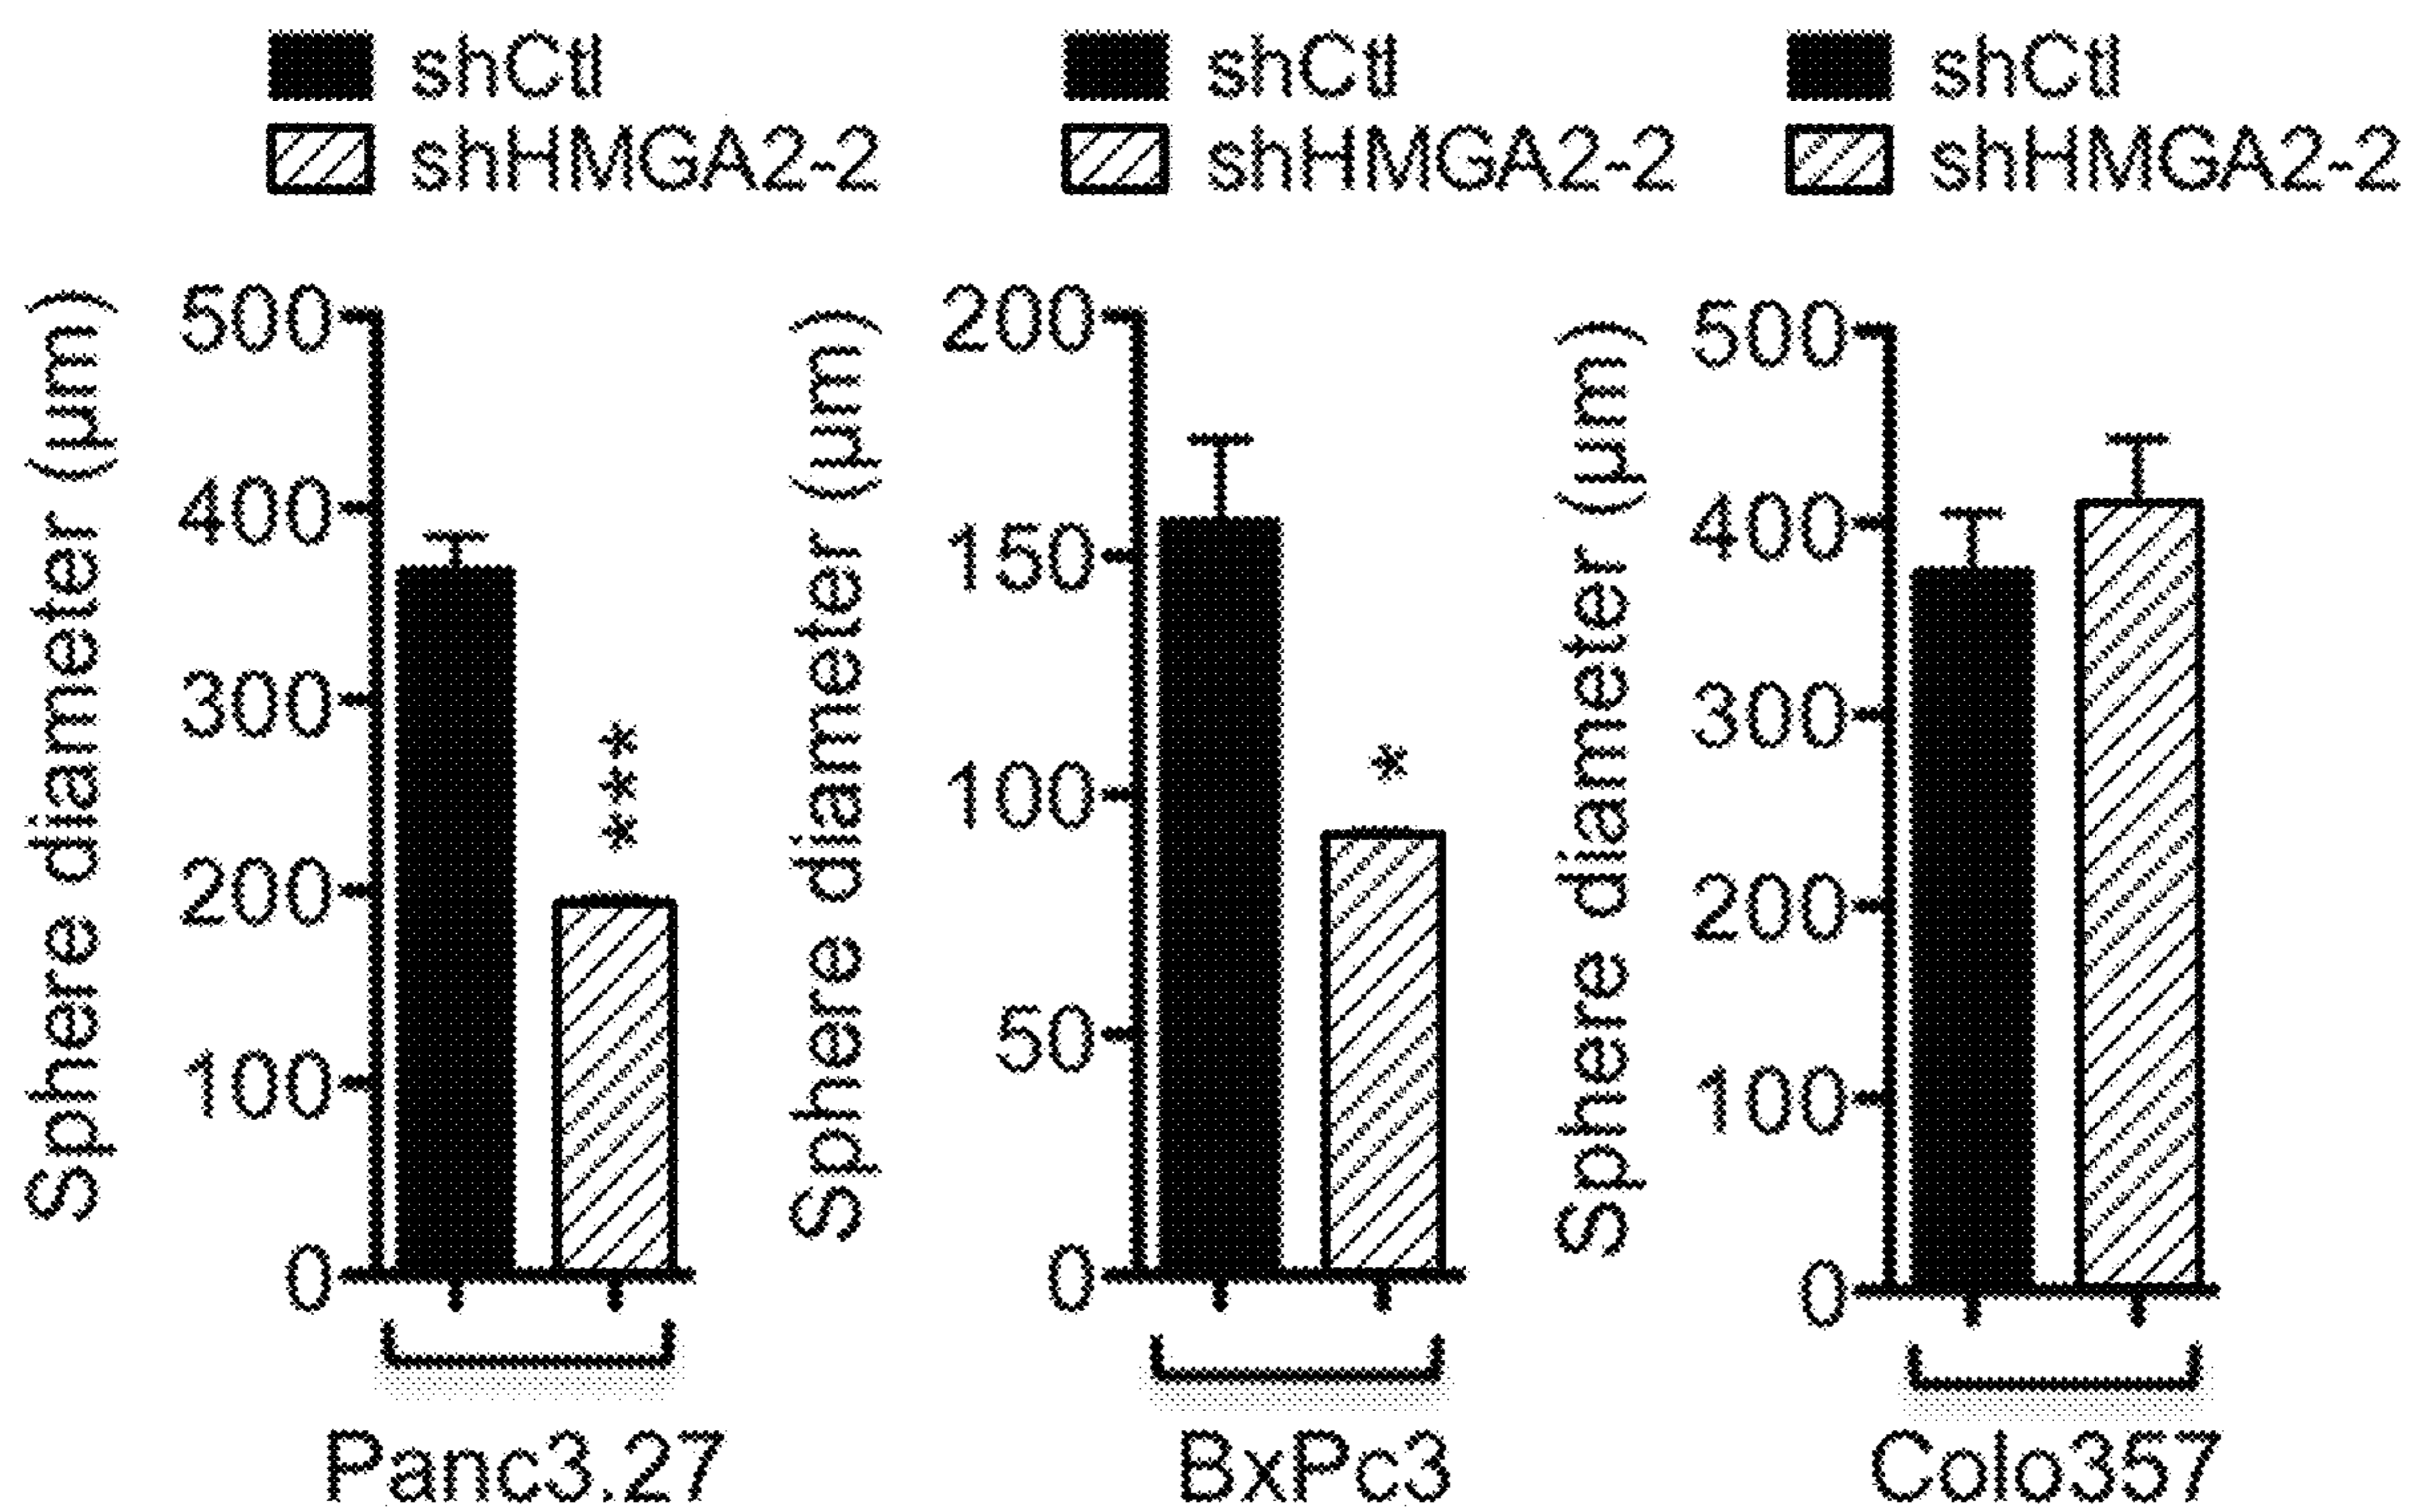 shCtl
shHMGA2-2
shCtl
shHMGA2-2
shCtl
shHMGA2-2
Sphere diameter (µm)
500
400
300
200
100
0
***
Panc3.27
Sphere diameter (µm)
200
150
100
50
0
*
BxPc3
Sphere diameter (µm)
500
400
300
200
100
0
Colo357